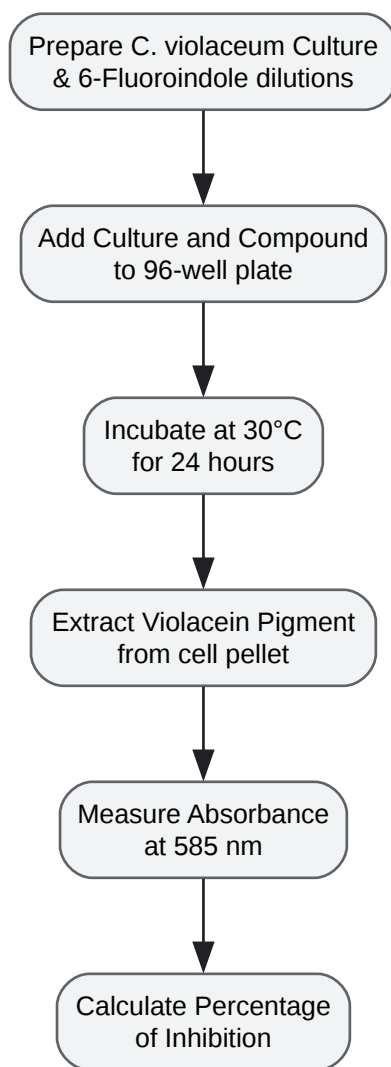 Prepare C. violaceum Culture
& 6-Fluoroindole dilutions
Add Culture and Compound
to 96-well plate
Incubate at 30°C
for 24 hours
Extract Violacein Pigment
from cell pellet
Measure Absorbance
at 585 nm
Calculate Percentage
of Inhibition